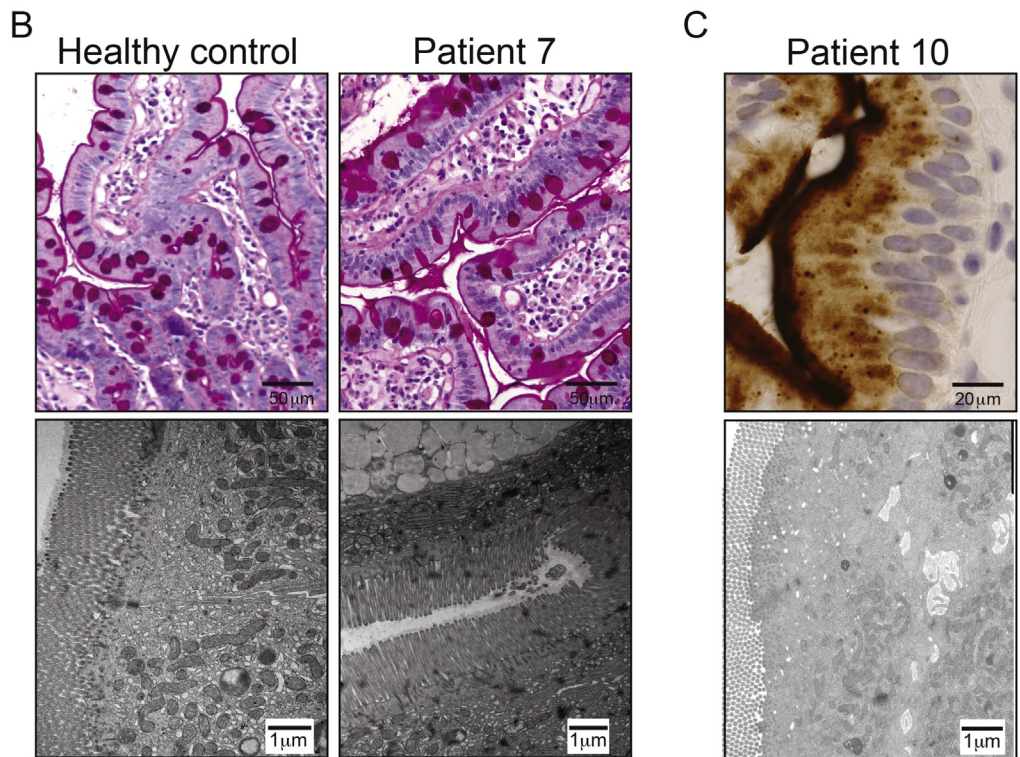 B
Healthy control
Patient 7
C
Patient 10
50μm
50μm
20μm
1μm
1μm
1μm